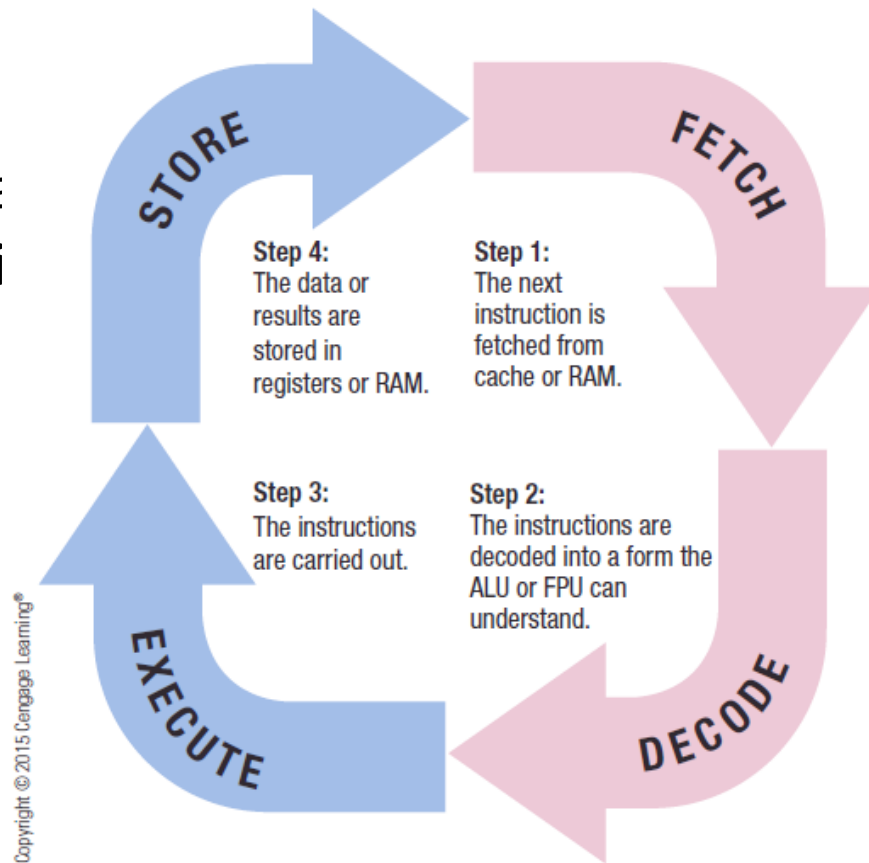 STORE
FETCH
Step 4:
The data or
results are
stored in
registers or RAM.
Step 1:
The next
instruction is
fetched from
cache or RAM.
Step 3:
The instructions
are carried out.
Step 2:
The instructions are
decoded into a form the
ALU or FPU can
understand.
EXECUTE
DECODE
Copyright © 2015 Cengage Learning®